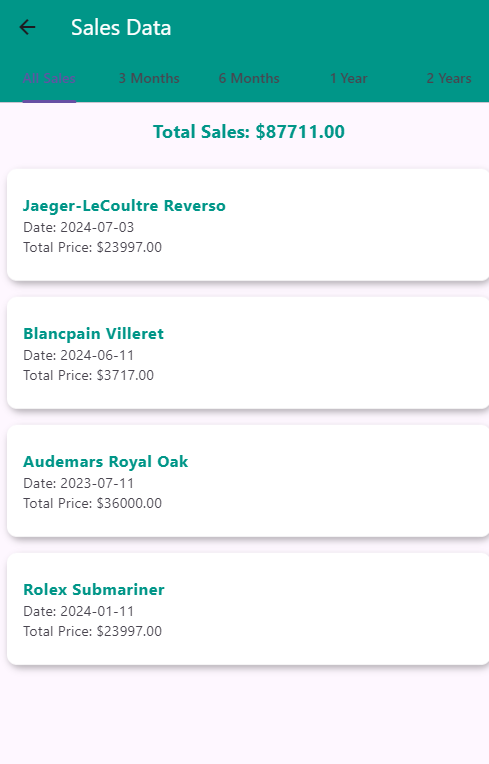 Sales Data
All Sales 3 Months 6 Months 1 Year 2 Years
Total Sales: $87711.00
Jaeger-LeCoultre Reverso
Date: 2024-07-03
Total Price: $23997.00
Blancpain Villeret
Date: 2024-06-11
Total Price: $3717.00
Audemars Royal Oak
Date: 2023-07-11
Total Price: $36000.00
Rolex Submariner
Date: 2024-01-11
Total Price: $23997.00